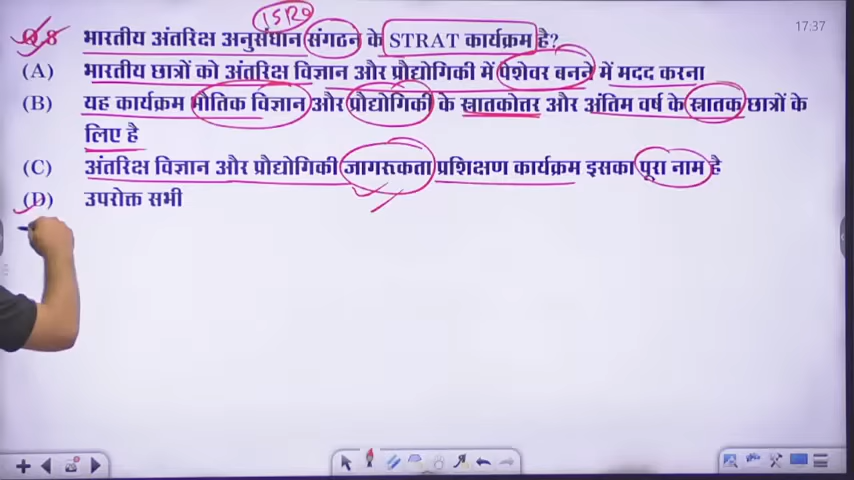 ISRO
17:37
Q.8 भारतीय अंतरिक्ष अनुसंधान संगठन के STRAT कार्यक्रम है?
(A) भारतीय छात्रों को अंतरिक्ष विज्ञान और प्रौद्योगिकी में पेशेवर बनने में मदद करना
(B) यह कार्यक्रम भौतिक विज्ञान और प्रौद्योगिकी के स्नातकोत्तर और अंतिम वर्ष के स्नातक छात्रों के
लिए है
(C) अंतरिक्ष विज्ञान और प्रौद्योगिकी जागरूकता प्रशिक्षण कार्यक्रम इसका पूरा नाम है
(D) उपरोक्त सभी